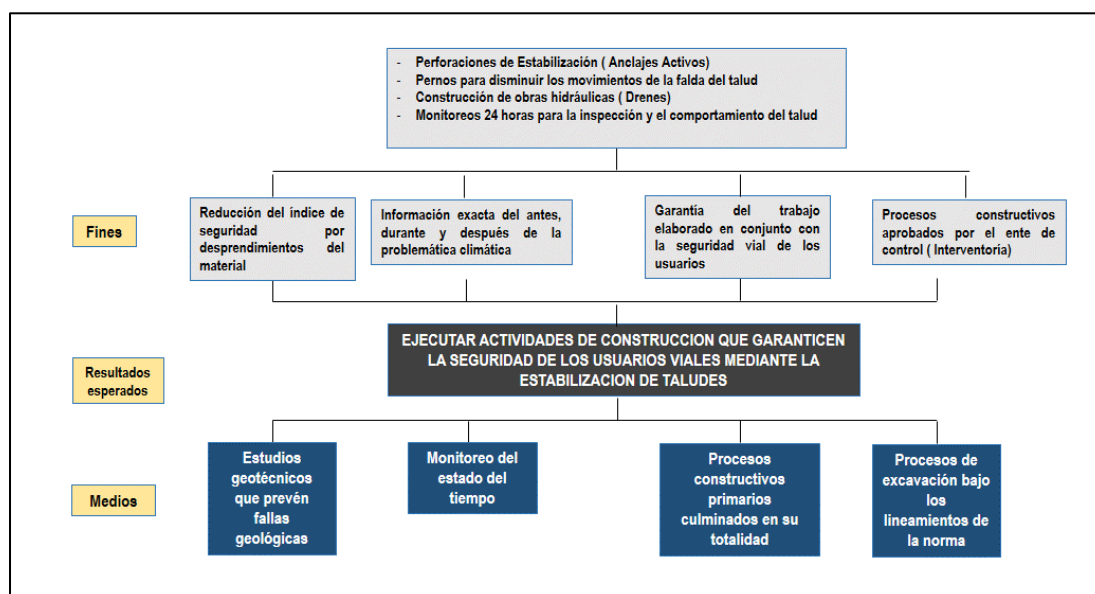 - Perforaciones de Estabilización ( Anclajes Activos)
- Pernos para disminuir los movimientos de la falda del talud
- Construcción de obras hidráulicas ( Drenes)
- Monitoreos 24 horas para la inspección y el comportamiento del talud
Fines
Reducción del índice de
seguridad por
desprendimientos del
material
Información exacta del antes,
durante y después de la
problemática climática
Garantía del trabajo
elaborado en conjunto con
la seguridad vial de los
usuarios
Procesos constructivos
aprobados por el ente de
control ( Interventoría)
Resultados
esperados
EJECUTAR ACTIVIDADES DE CONSTRUCCION QUE GARANTICEN
LA SEGURIDAD DE LOS USUARIOS VIALES MEDIANTE LA
ESTABILIZACION DE TALUDES
Medios
Estudios
geotécnicos
que prevén
fallas
geológicas
Monitoreo del
estado del
tiempo
Procesos
constructivos
primarios
culminados en su
totalidad
Procesos de
excavación bajo
los
lineamientos de
la norma